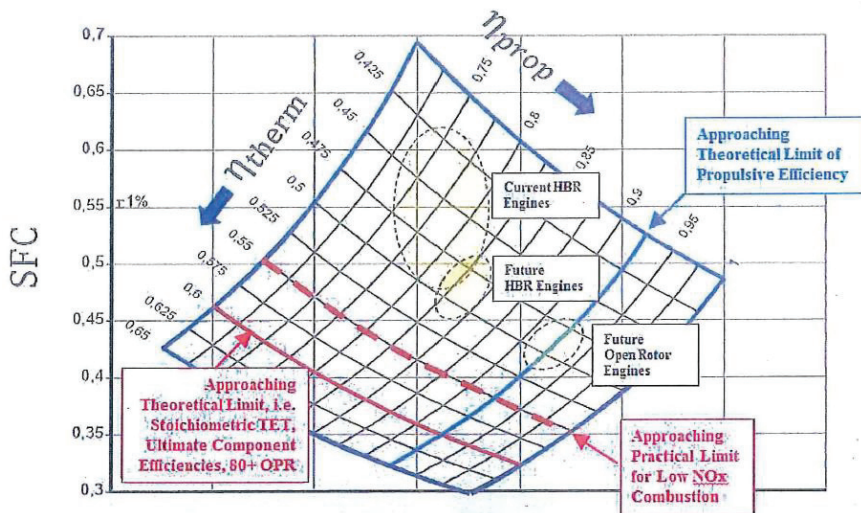 0,7
0,65
0,6
0,55
0,5
0,45
0,4
0,35
0,3
SFC
ηtherm
ηprop
0,425
0,45
0,475
0,5
0,525
0,55
0,575
0,6
0.625
0,65
0,75
0,8
0,85
0,9
0,95
Current HBR
Engines
Future
HBR Engines
Future
Open Rotor
Engines
Approaching
Theoretical Limit of
Propulsive Efficiency
Approaching
Theoretical Limit, i.e.
Stoichiometric TET,
Ultimate Component
Efficiencies, 80+ OPR
Approaching
Practical Limit
for Low NOx
Combustion